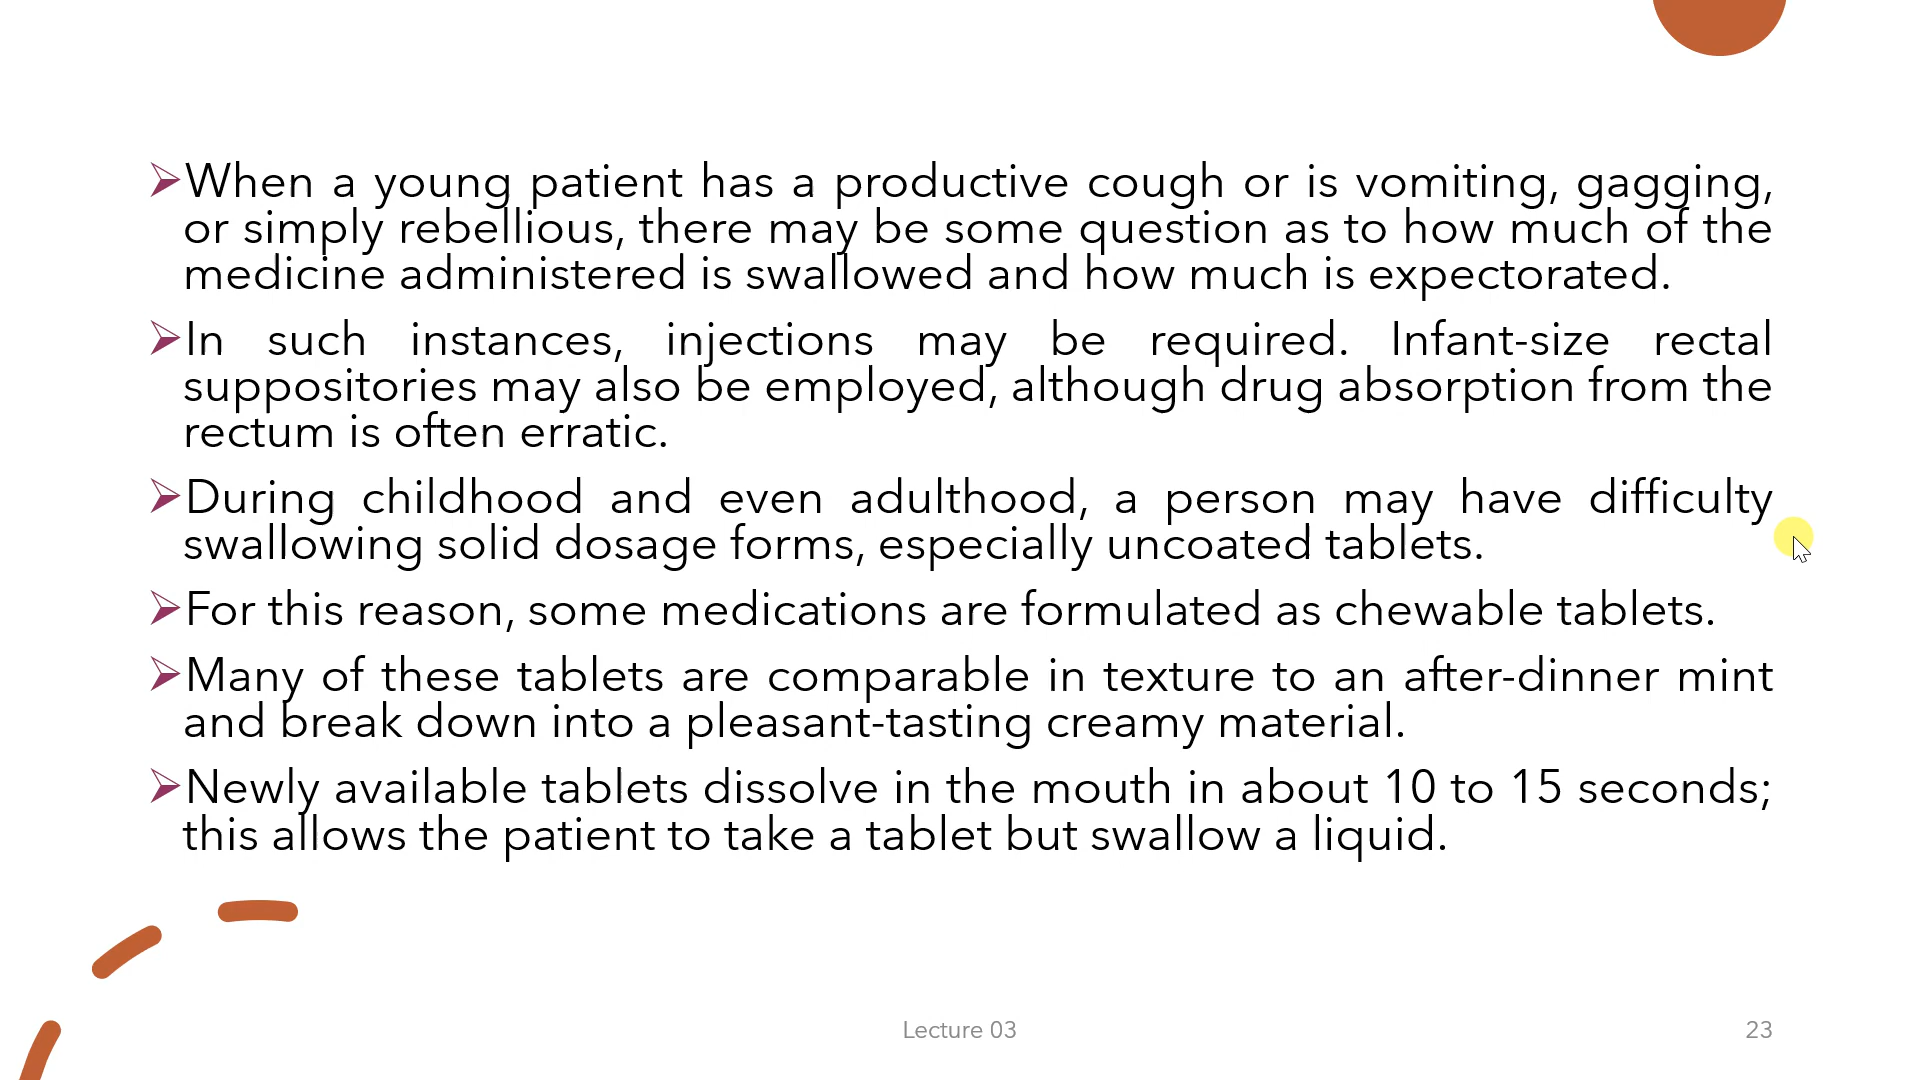 When a young patient has a productive cough or is vomiting, gagging,
or simply rebellious, there may be some question as to how much of the
medicine administered is swallowed and how much is expectorated.
In such instances, injections may be required. Infant-size rectal
suppositories may also be employed, although drug absorption from the
rectum is often erratic.
During childhood and even adulthood, a person may have difficulty
swallowing solid dosage forms, especially uncoated tablets.
For this reason, some medications are formulated as chewable tablets.
Many of these tablets are comparable in texture to an after-dinner mint
and break down into a pleasant-tasting creamy material.
Newly available tablets dissolve in the mouth in about 10 to 15 seconds;
this allows the patient to take a tablet but swallow a liquid.
Lecture 03
23